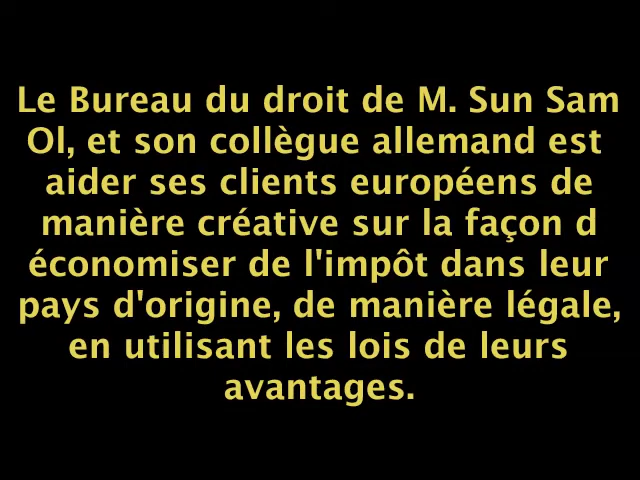 Le Bureau du droit de M. Sun Sam
Ol, et son collègue allemand est
aider ses clients européens de
manière créative sur la façon d
économiser de l'impôt dans leur
pays d'origine, de manière légale,
en utilisant les lois de leurs
avantages.